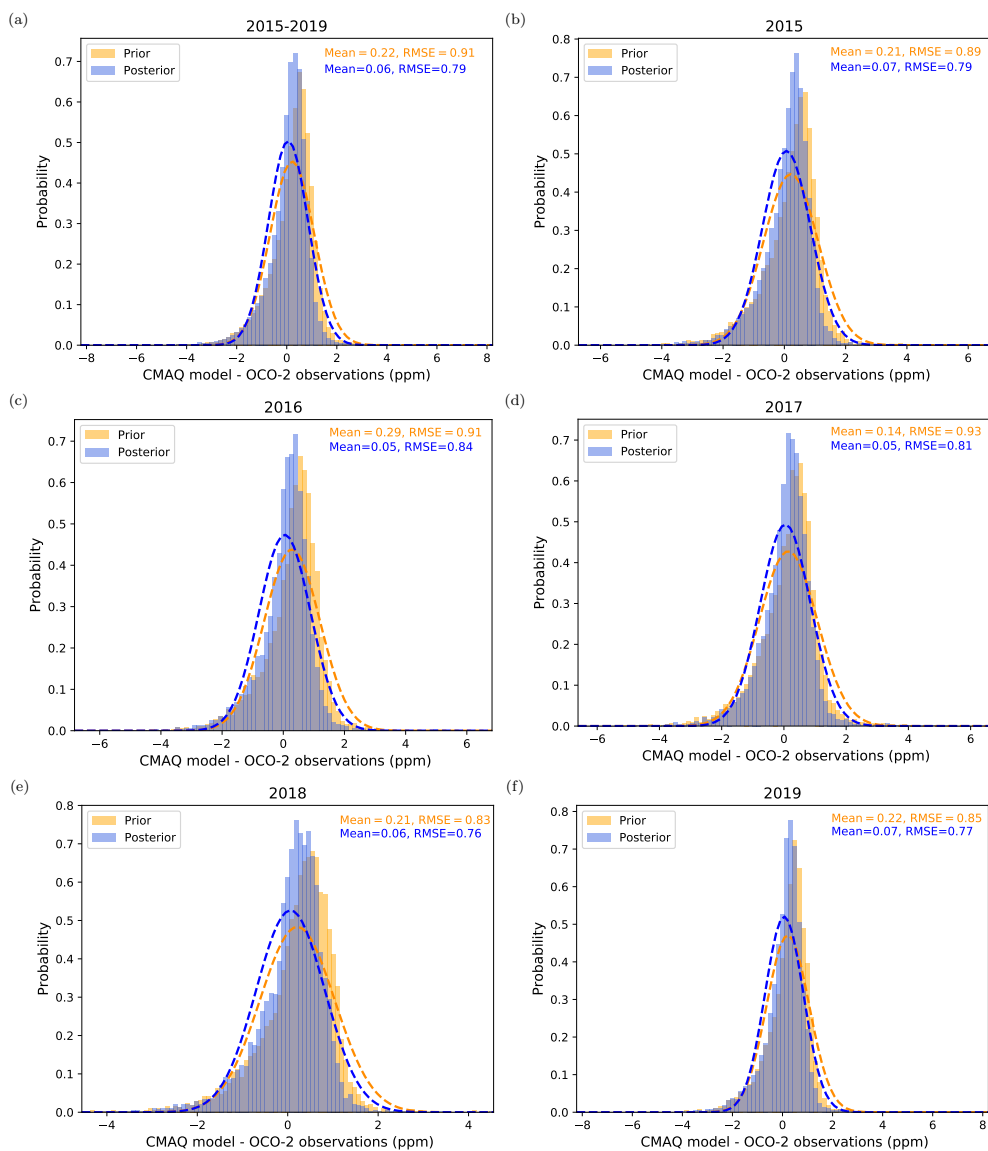 (a)
2015-2019
Prior
Posterior
Mean = 0.22, RMSE = 0.91
Mean=0.06, RMSE=0.79
Probability
0.7
0.6
0.5
0.4
0.3
0.2
0.1
0.0
−8 −6 −4 −2 0 2 4 6 8
CMAQ model - OCO-2 observations (ppm)
(b)
2015
Prior
Posterior
Mean = 0.21, RMSE = 0.89
Mean=0.07, RMSE=0.79
Probability
0.8
0.7
0.6
0.5
0.4
0.3
0.2
0.1
0.0
−6 −4 −2 0 2 4 6
CMAQ model - OCO-2 observations (ppm)
(c)
2016
Prior
Posterior
Mean = 0.29, RMSE = 0.91
Mean=0.05, RMSE=0.84
Probability
0.7
0.6
0.5
0.4
0.3
0.2
0.1
0.0
−6 −4 −2 0 2 4 6
CMAQ model - OCO-2 observations (ppm)
(d)
2017
Prior
Posterior
Mean = 0.14, RMSE = 0.93
Mean=0.05, RMSE=0.81
Probability
0.7
0.6
0.5
0.4
0.3
0.2
0.1
0.0
−6 −4 −2 0 2 4 6
CMAQ model - OCO-2 observations (ppm)
(e)
2018
Prior
Posterior
Mean = 0.21, RMSE = 0.83
Mean=0.06, RMSE=0.76
Probability
0.8
0.7
0.6
0.5
0.4
0.3
0.2
0.1
0.0
−4 −2 0 2 4
CMAQ model - OCO-2 observations (ppm)
(f)
2019
Prior
Posterior
Mean = 0.22, RMSE = 0.85
Mean=0.07, RMSE=0.77
Probability
0.8
0.7
0.6
0.5
0.4
0.3
0.2
0.1
0.0
−8 −6 −4 −2 0 2 4 6 8
CMAQ model - OCO-2 observations (ppm)